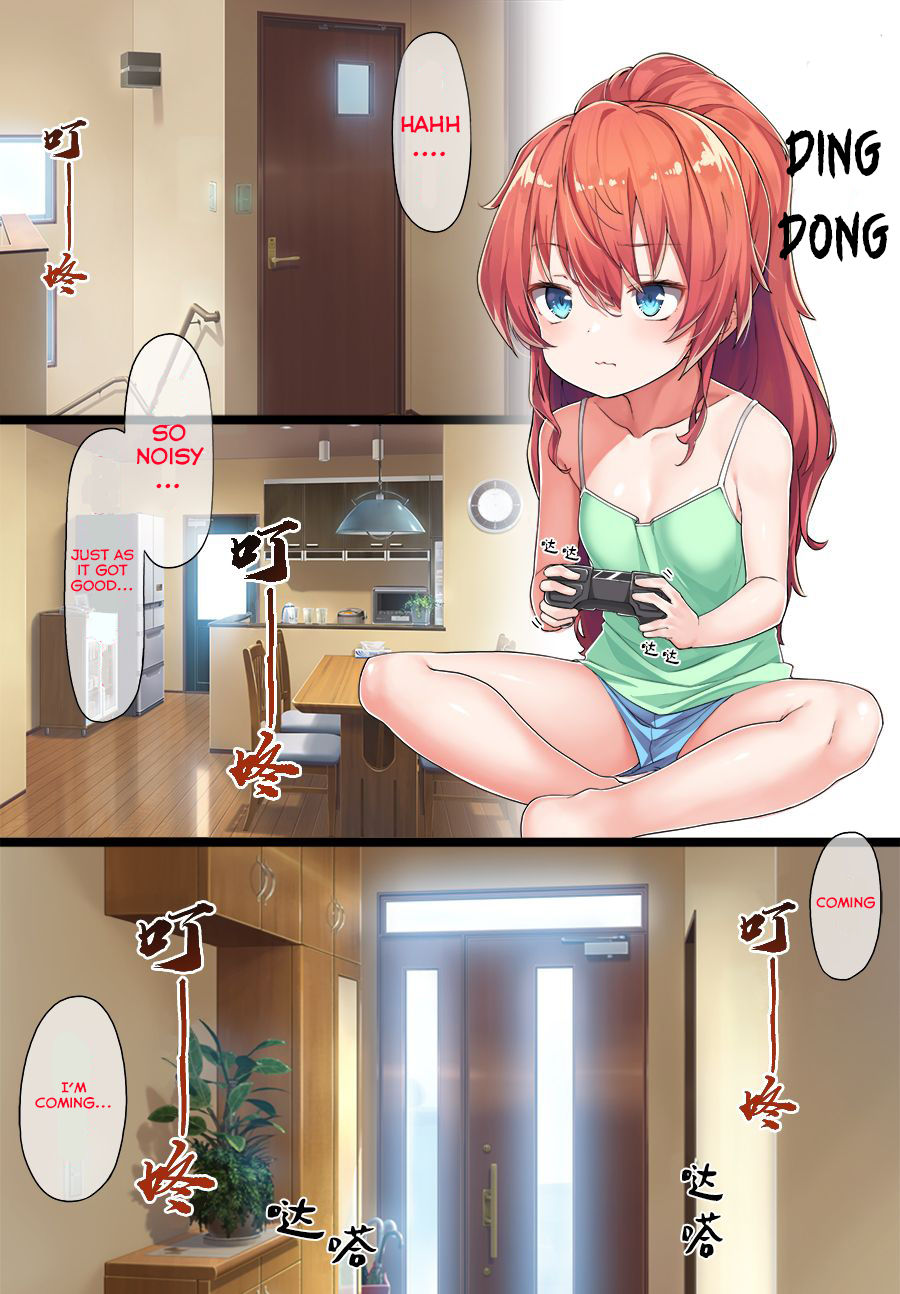 DING
DONG
HAHH
....
叮
咚
SO
NOISY
...
JUST AS
IT GOT
GOOD...
叮
咚
哒哒
哒哒
COMING
叮
咚
I'M
COMING...
叮
咚
哒
嗒
哒
嗒